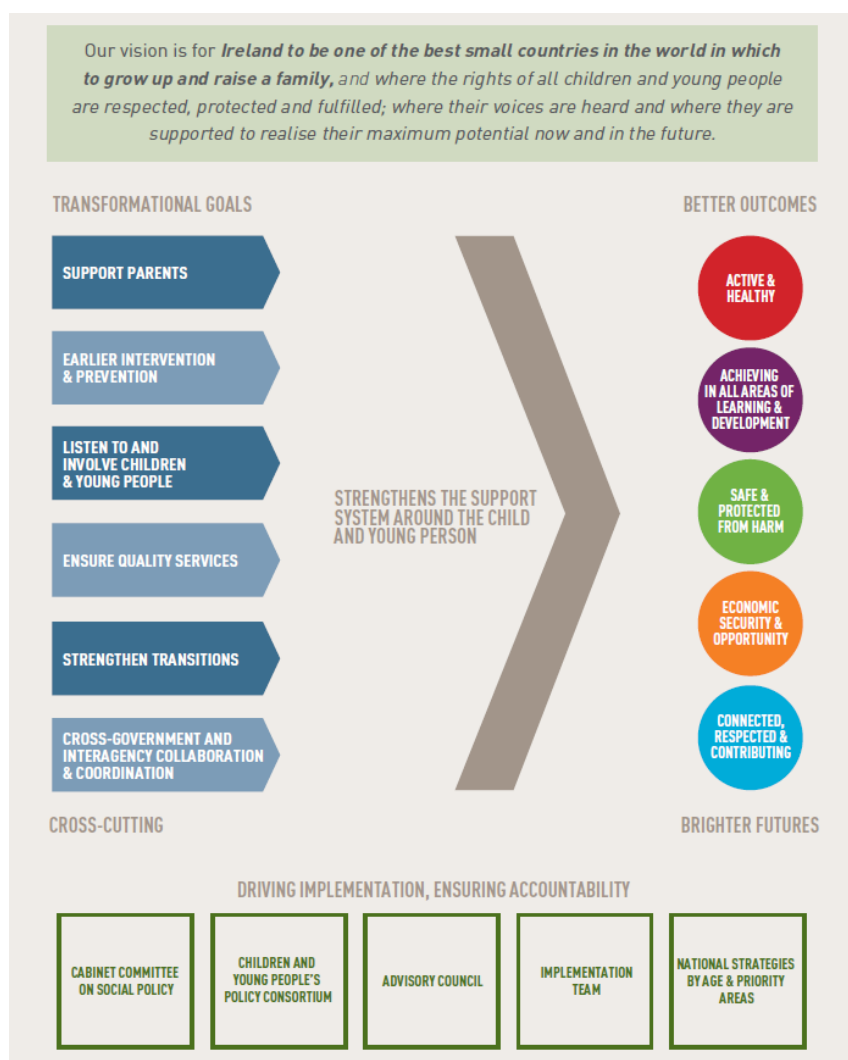 Our vision is for Ireland to be one of the best small countries in the world in which
to grow up and raise a family, and where the rights of all children and young people
are respected, protected and fulfilled; where their voices are heard and where they are
supported to realise their maximum potential now and in the future.
TRANSFORMATIONAL GOALS
SUPPORT PARENTS
EARLIER INTERVENTION
& PREVENTION
LISTEN TO AND
INVOLVE CHILDREN
& YOUNG PEOPLE
ENSURE QUALITY SERVICES
STRENGTHEN TRANSITIONS
CROSS-GOVERNMENT AND
INTERAGENCY COLLABORATION
& COORDINATION
CROSS-CUTTING
STRENGTHENS THE SUPPORT
SYSTEM AROUND THE CHILD
AND YOUNG PERSON
BETTER OUTCOMES
ACTIVE &
HEALTHY
ACHIEVING
IN ALL AREAS OF
LEARNING &
DEVELOPMENT
SAFE &
PROTECTED
FROM HARM
ECONOMIC
SECURITY &
OPPORTUNITY
CONNECTED,
RESPECTED &
CONTRIBUTING
BRIGHTER FUTURES
DRIVING IMPLEMENTATION, ENSURING ACCOUNTABILITY
CABINET COMMITTEE
ON SOCIAL POLICY
CHILDREN AND
YOUNG PEOPLE'S
POLICY CONSORTIUM
ADVISORY COUNCIL
IMPLEMENTATION
TEAM
NATIONAL STRATEGIES
BY AGE & PRIORITY
AREAS